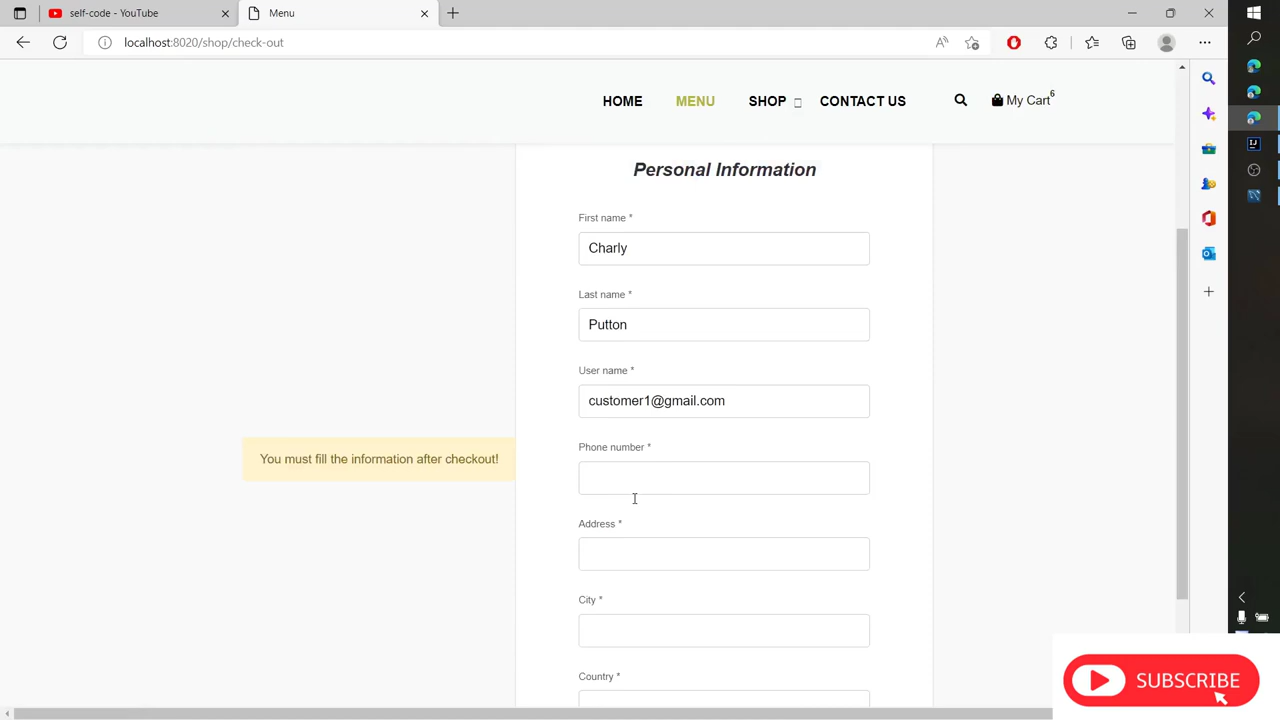 self-code - YouTube
Menu
localhost:8020/shop/check-out
HOME
MENU
SHOP
CONTACT US
My Cart6
Personal Information
First name *
Charly
Last name *
Putton
User name *
customer1@gmail.com
Phone number *
You must fill the information after checkout!
Address *
City *
Country *
SUBSCRIBE